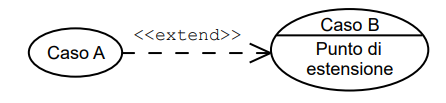 <<extend>>
Caso A
Caso B
Punto di
estensione